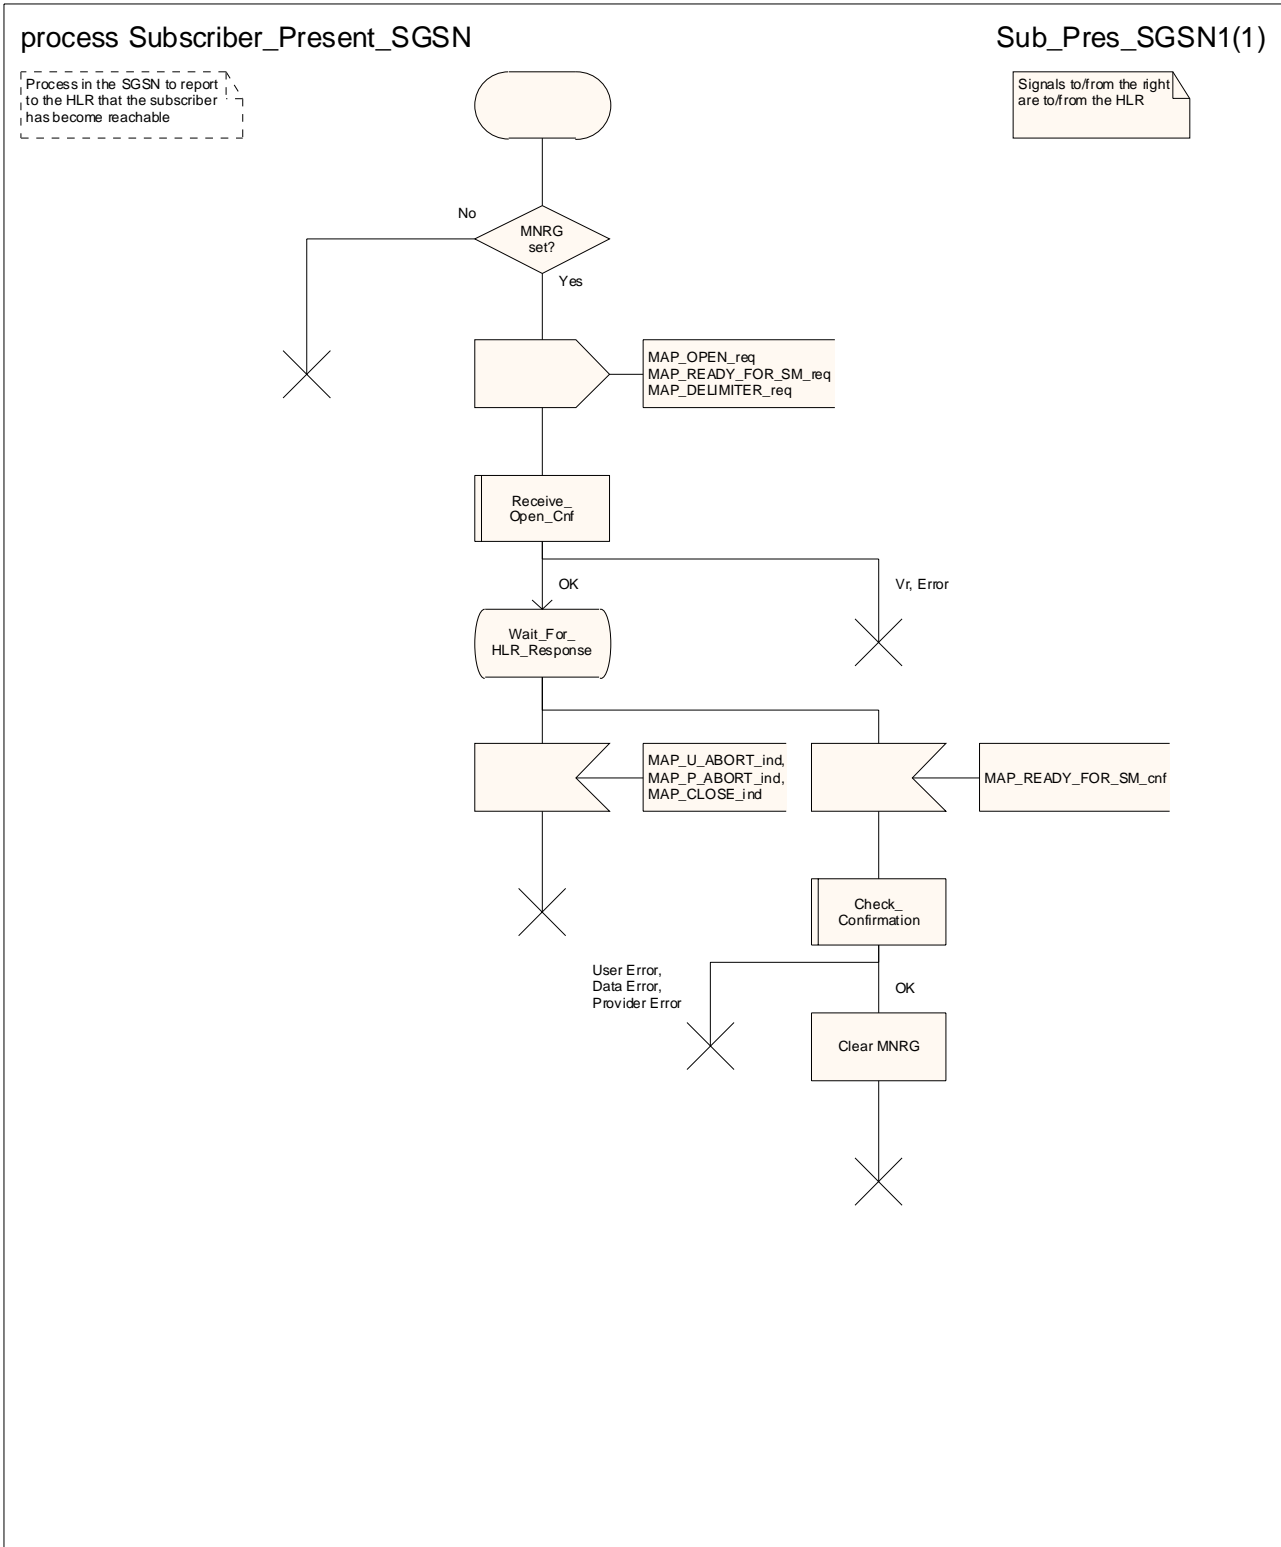 process Subscriber_Present_SGSN
Sub_Pres_SGSN1(1)
Process in the SGSN to report
to the HLR that the subscriber
has become reachable
Signals to/from the right
are to/from the HLR
No
MNRG
set?
Yes
MAP_OPEN_req
MAP_READY_FOR_SM_req
MAP_DELIMITER_req
Receive_
Open_Cnf
OK
Vr, Error
Wait_For_
HLR_Response
MAP_U_ABORT_ind,
MAP_P_ABORT_ind,
MAP_CLOSE_ind
MAP_READY_FOR_SM_cnf
Check_
Confirmation
User Error,
Data Error,
Provider Error
OK
Clear MNRG